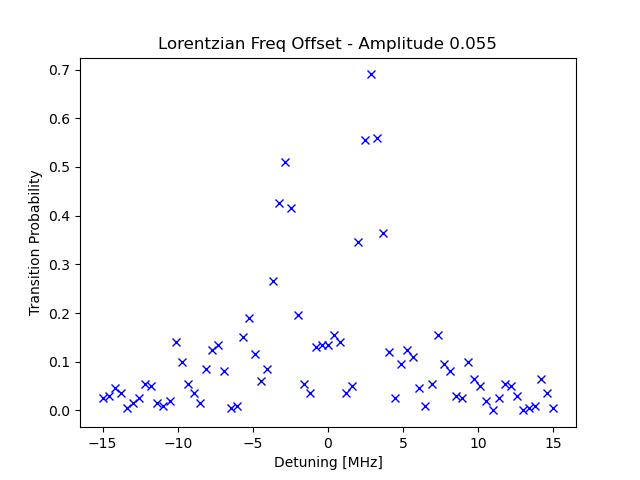 Lorentzian Freq Offset - Amplitude 0.055
0.7
0.6
0.5
0.4
0.3
0.2
0.1
0.0
Transition Probability
−15 −10 −5 0 5 10 15
Detuning [MHz]